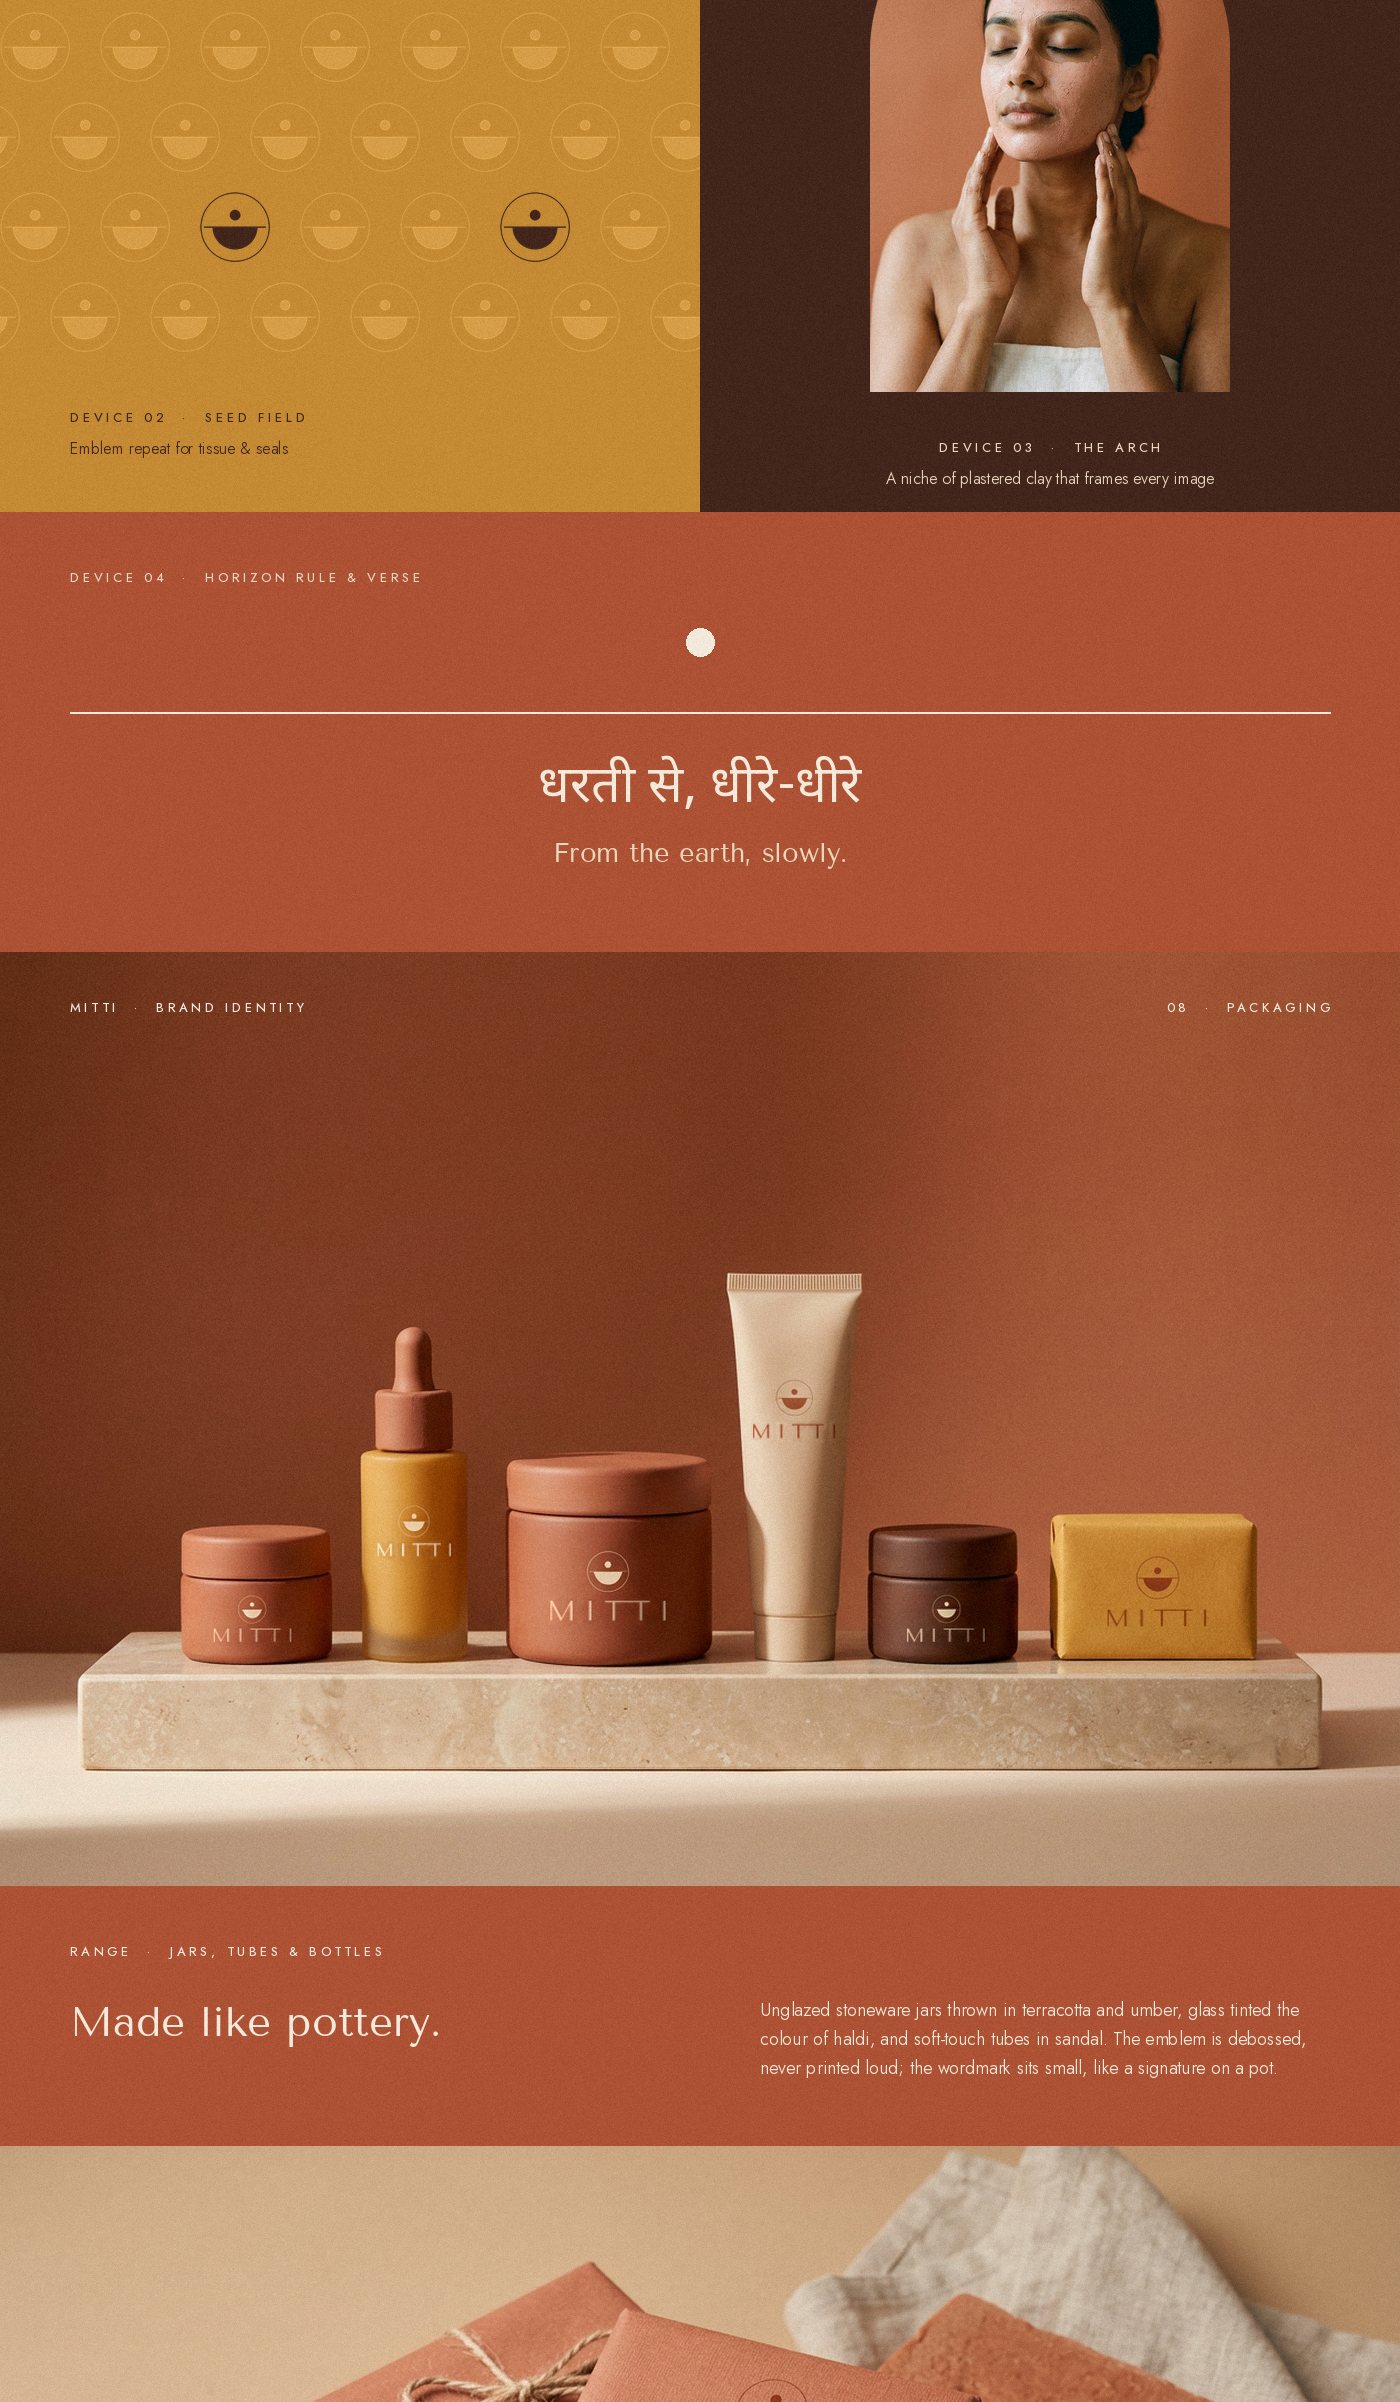 DEVICE 02 · SEED FIELD
Emblem repeat for tissue & seals
DEVICE 03 · THE ARCH
A niche of plastered clay that frames every image
DEVICE 04 · HORIZON RULE & VERSE
धरती से, धीरे-धीरे
From the earth, slowly.
MITTI · BRAND IDENTITY
08 · PACKAGING
MITTI
MITTI
MITTI
MITTI
MITTI
MITTI
RANGE · JARS, TUBES & BOTTLES
Made like pottery.
Unglazed stoneware jars thrown in terracotta and umber, glass tinted the
colour of haldi, and soft-touch tubes in sandal. The emblem is debossed,
never printed loud; the wordmark sits small, like a signature on a pot.